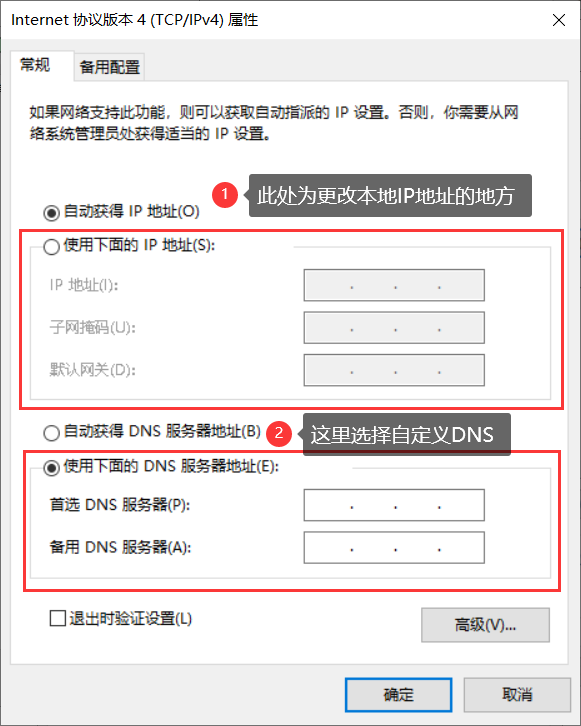 Internet 协议版本 4 (TCP/IPv4) 属性
常规
备用配置
如果网络支持此功能，则可以获取自动指派的 IP 设置。否则，你需要从网
络系统管理员处获得适当的 IP 设置。
1 此处为更改本地IP地址的地方
自动获得 IP 地址(O)
使用下面的 IP 地址(S):
IP 地址(I):
子网掩码(U):
默认网关(D):
自动获得 DNS 服务器地址(B)
2 这里选择自定义DNS
使用下面的 DNS 服务器地址(E):
首选 DNS 服务器(P):
备用 DNS 服务器(A):
退出时验证设置(L)
高级(V)...
确定
取消